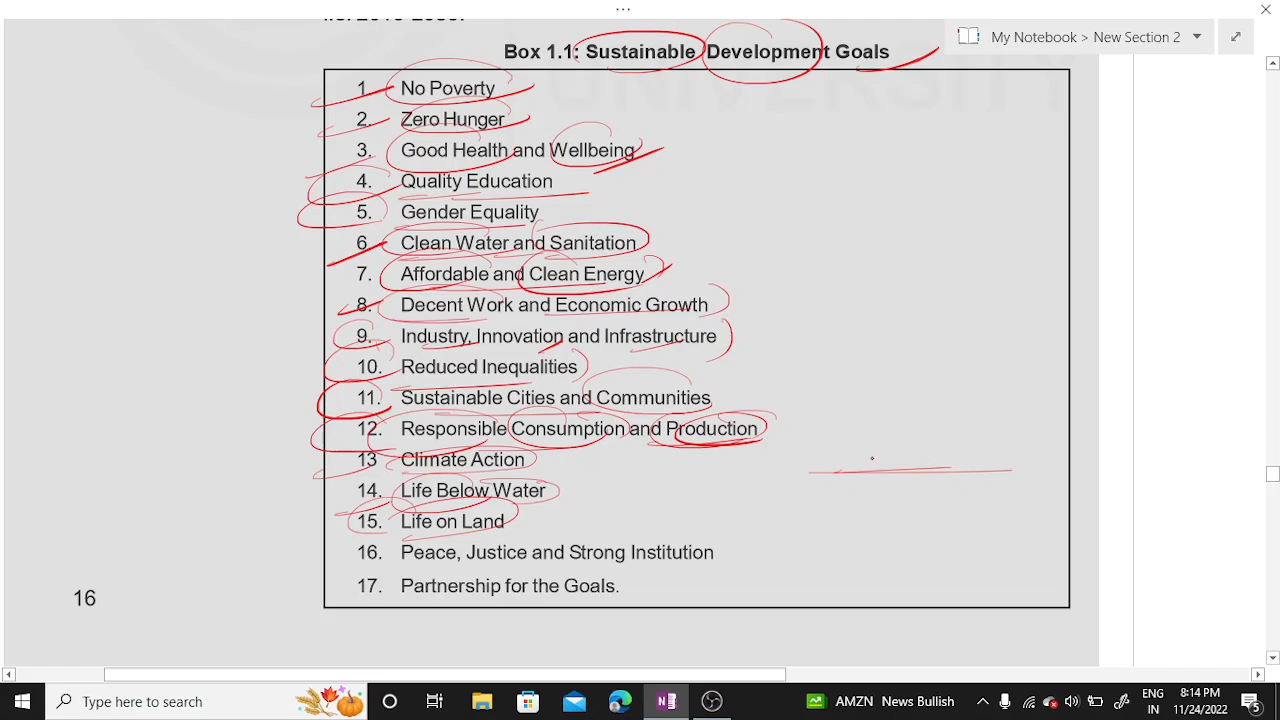 My Notebook > New Section 2
Box 1.1: Sustainable Development Goals
1. No Poverty
2. Zero Hunger
3. Good Health and Wellbeing
4. Quality Education
5. Gender Equality
6. Clean Water and Sanitation
7. Affordable and Clean Energy
8. Decent Work and Economic Growth
9. Industry, Innovation and Infrastructure
10. Reduced Inequalities
11. Sustainable Cities and Communities
12. Responsible Consumption and Production
13 Climate Action
14. Life Below Water
15. Life on Land
16. Peace, Justice and Strong Institution
17. Partnership for the Goals.
16
Type here to search
AMZN News Bullish
ENG
IN
8:14 PM
11/24/2022
5